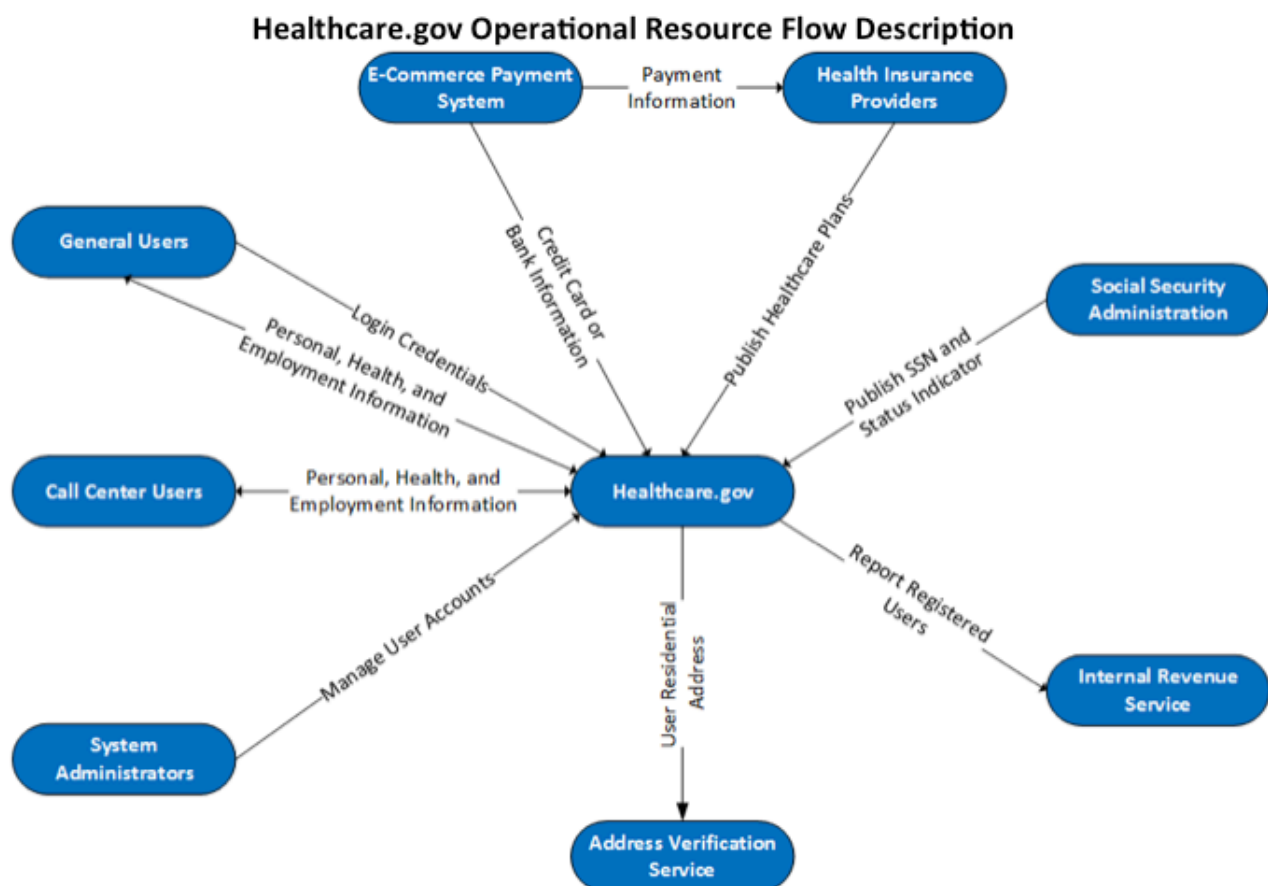 Healthcare.gov Operational Resource Flow Description
E-Commerce Payment
System
Payment
Information
Health Insurance
Providers
General Users
Social Security
Administration
Credit Card or
Bank Information
Publish Healthcare Plans
Login Credentials
Personal, Health, and
Employment Information
Publish SSN and
Status Indicator
Call Center Users
Personal, Health, and
Employment Information
Healthcare.gov
Manage User Accounts
User Residential
Address
Report Registered
Users
Internal Revenue
Service
System
Administrators
Address Verification
Service